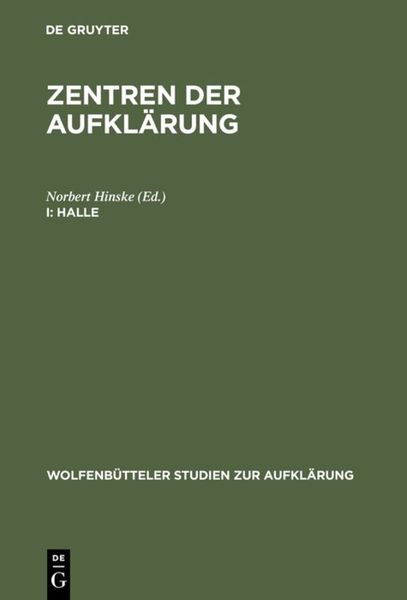 DE GRUYTER
ZENTREN DER
AUFKLÄRUNG
Norbert Hinske (Ed.)
I: HALLE
WOLFENBÜTTELER STUDIEN ZUR AUFKLÄRUNG
DE
G